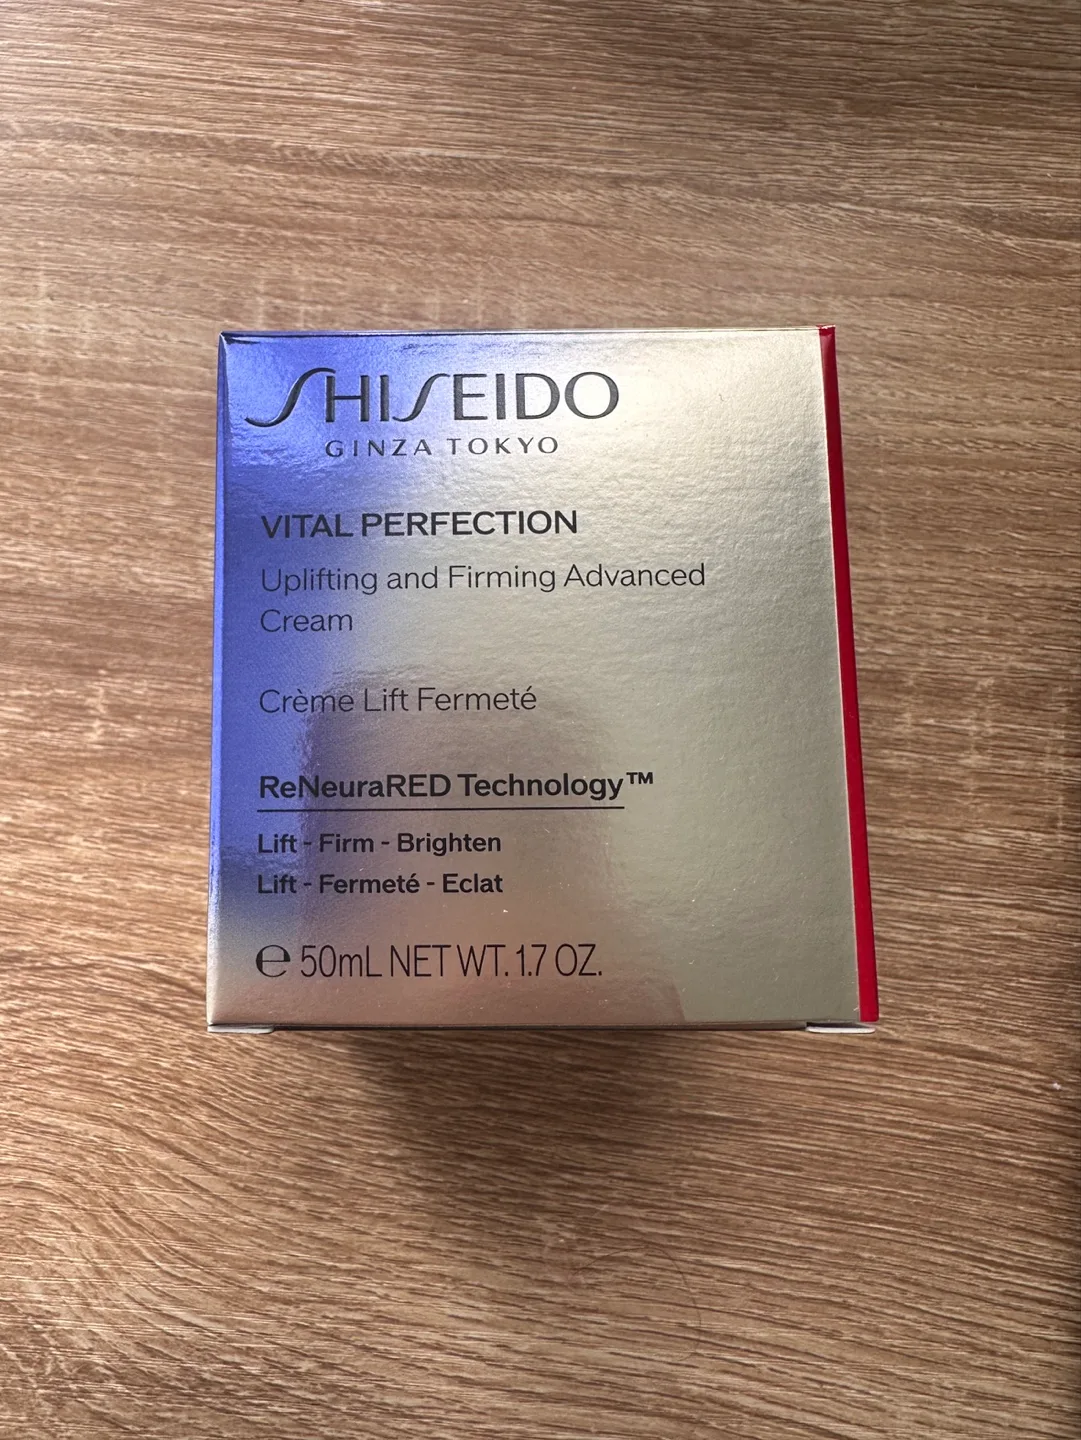 SHISEIDO
GINZA TOKYO
VITAL PERFECTION
Uplifting and Firming Advanced
Cream
Crème Lift Fermeté
ReNeuraRED Technology™
Lift - Firm - Brighten
Lift - Fermeté - Eclat
℮ 50mL NET WT. 1.7 OZ.